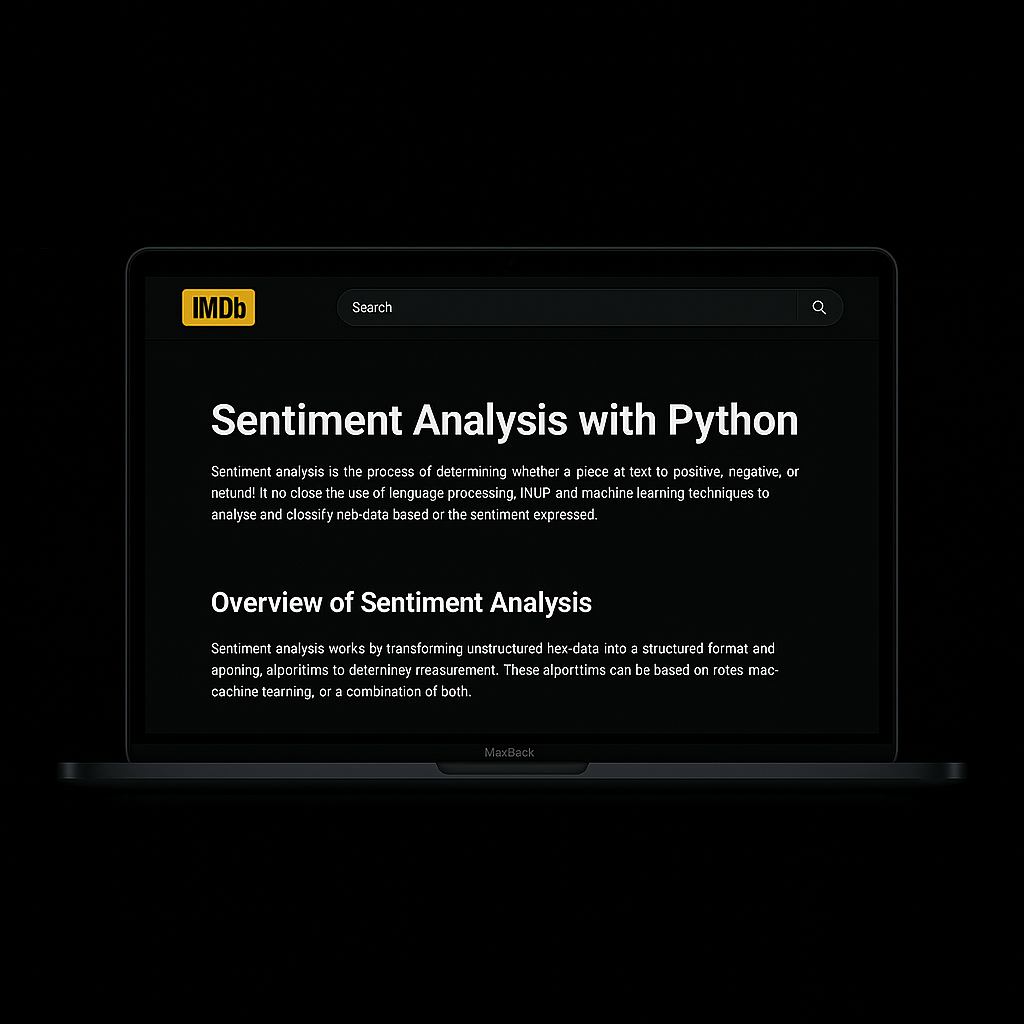 IMDb
Search
Sentiment Analysis with Python
Sentiment analysis is the process of determining whether a piece at text to positive, negative, or
netund! It no close the use of lenguage processing, INUP and machine learning techniques to
analyse and clossify neb-data based or the sentiment expressed.
Overview of Sentiment Analysis
Sentiment analysis works by transforming unstructured hex-data into a structured format and
aponing, alporitims to deterniney rreasurement. These alporttims can be based on rotes mac-
cachine tearning, or a combination of both.
MaxBack